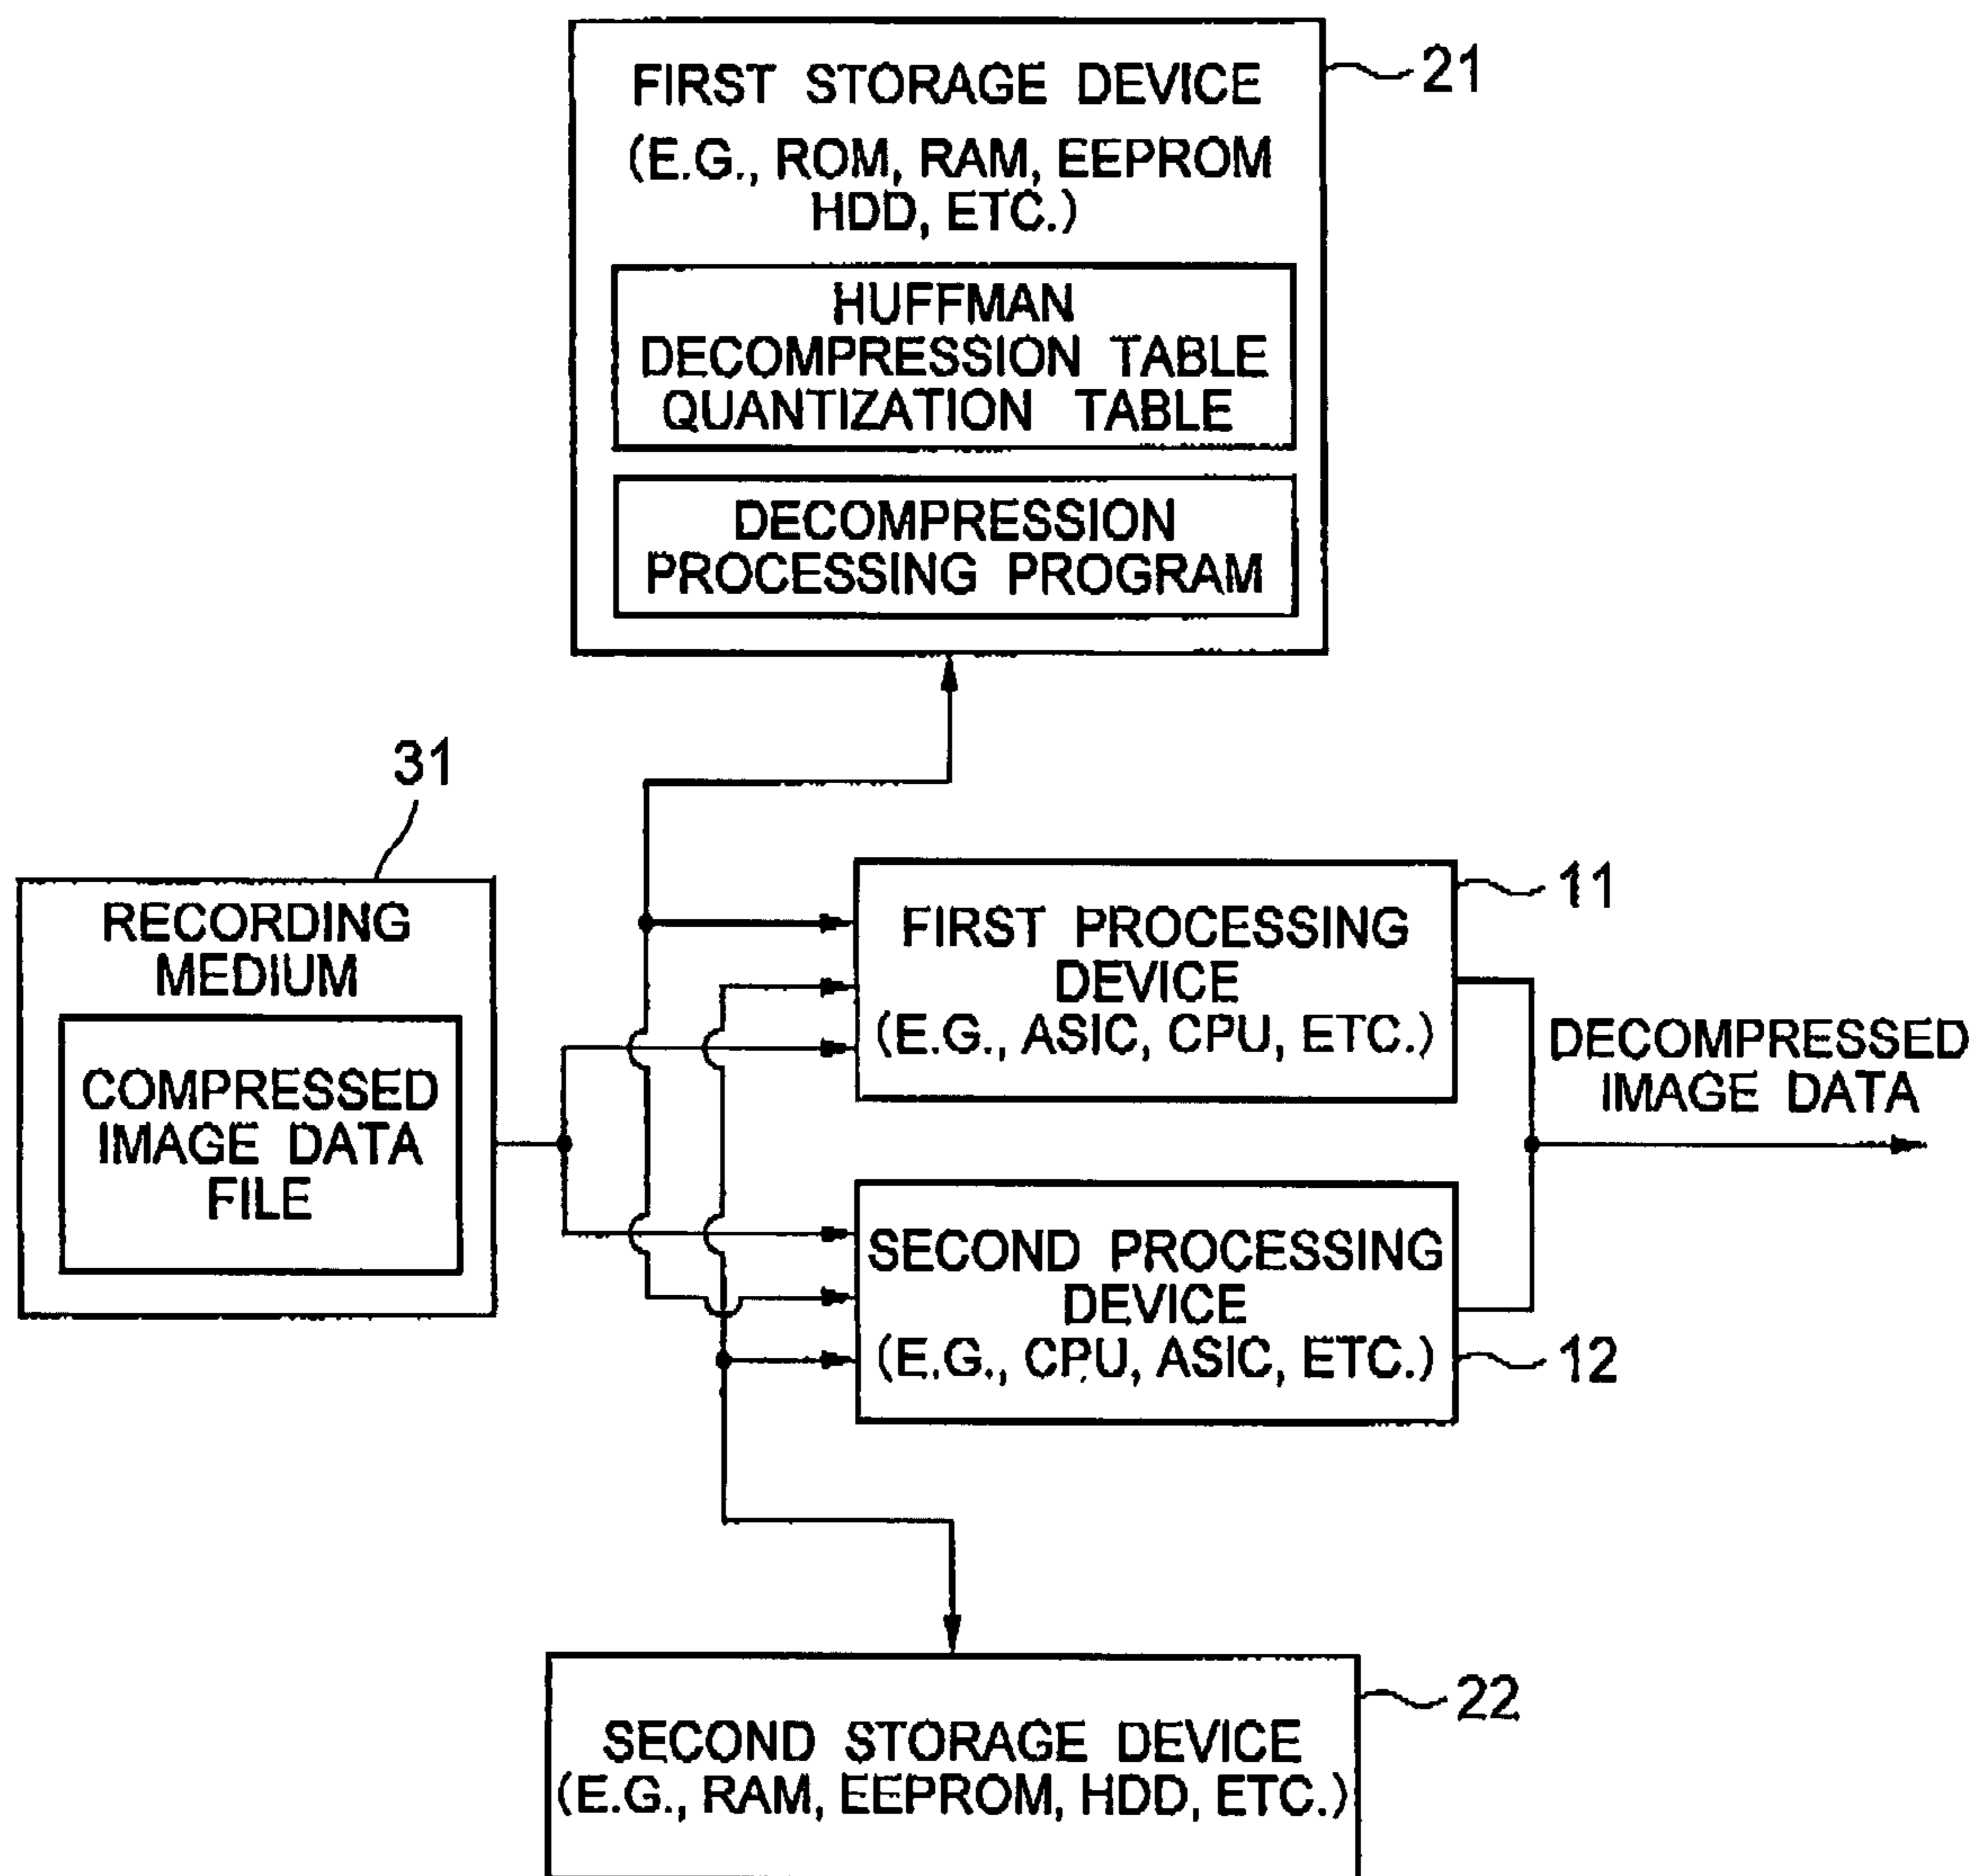 FIRST STORAGE DEVICE
(E.G., ROM, RAM, EEPROM
HDD, ETC.)
21
HUFFMAN
DECOMPRESSION TABLE
QUANTIZATION TABLE
DECOMPRESSION
PROCESSING PROGRAM
31
RECORDING
MEDIUM
COMPRESSED
IMAGE DATA
FILE
11
FIRST PROCESSING
DEVICE
(E.G., ASIC, CPU, ETC.)
DECOMPRESSED
IMAGE DATA
SECOND PROCESSING
DEVICE
(E.G., CPU, ASIC, ETC.)
12
22
SECOND STORAGE DEVICE
(E.G., RAM, EEPROM, HDD, ETC.)